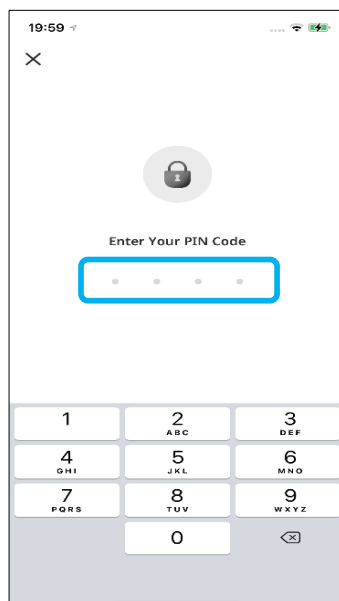 19:59
Enter Your PIN Code
1 2 3
ABC DEF
4 5 6
GHI JKL MNO
7 8 9
PQRS TUV WXYZ
0